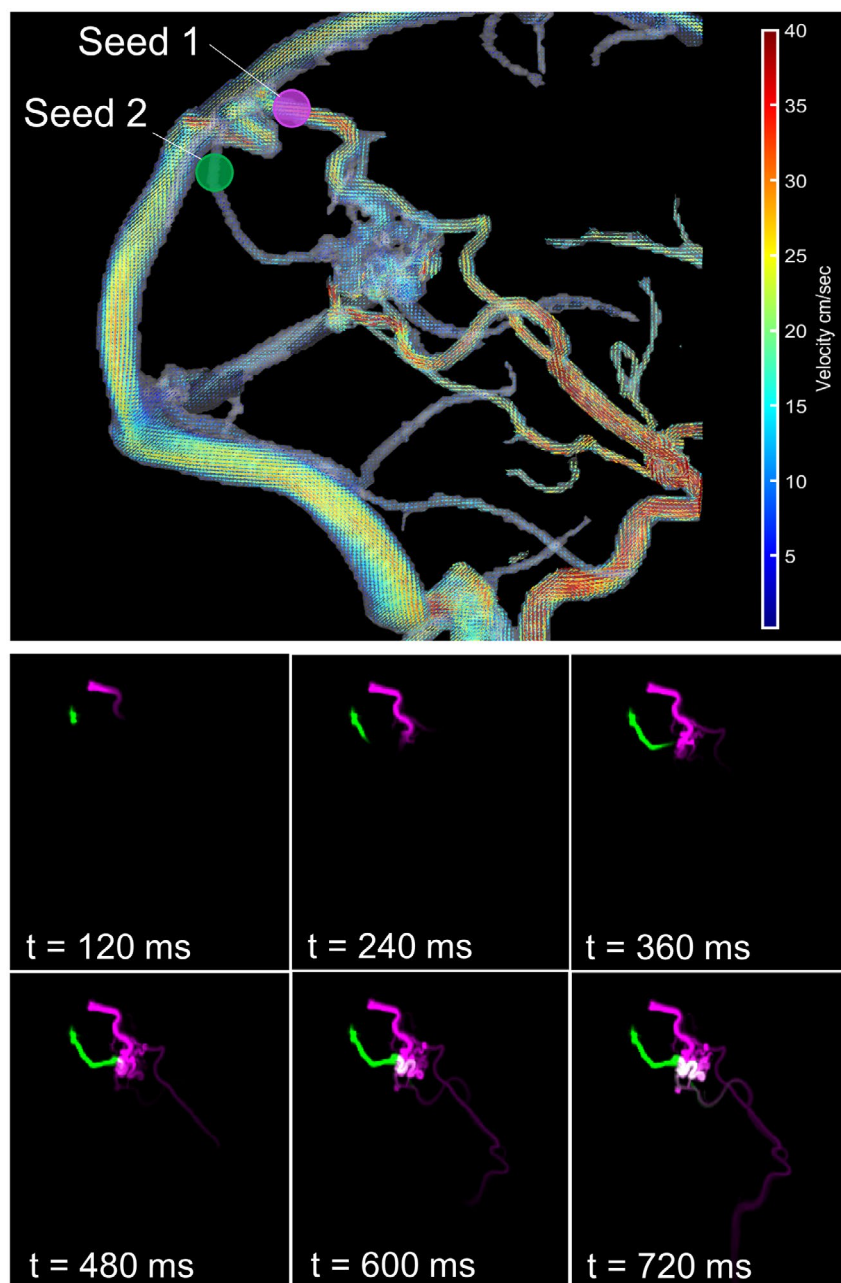 Seed 1
Seed 2
40
35
30
25
20
15
10
5
Velocity cm/sec
t = 120 ms
t = 240 ms
t = 360 ms
t = 480 ms
t = 600 ms
t = 720 ms